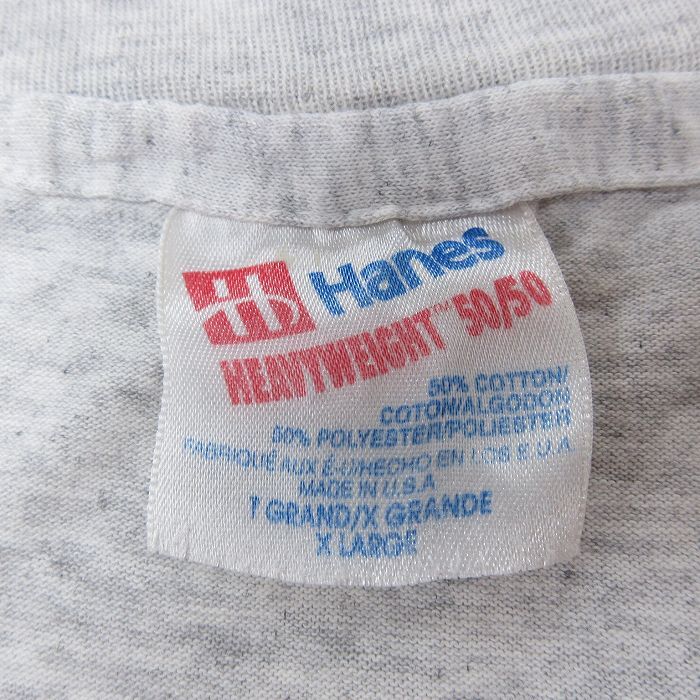 Hanes
HEAVYWEIGHT™ 50/50
50% COTTON/
COTON/ALGODON
50% POLYESTER/POLIESTER
FABRIQUÉ AUX É-U/HECHO EN LOS E.U.A.
MADE IN U.S.A
T GRAND/X GRANDE
X LARGE